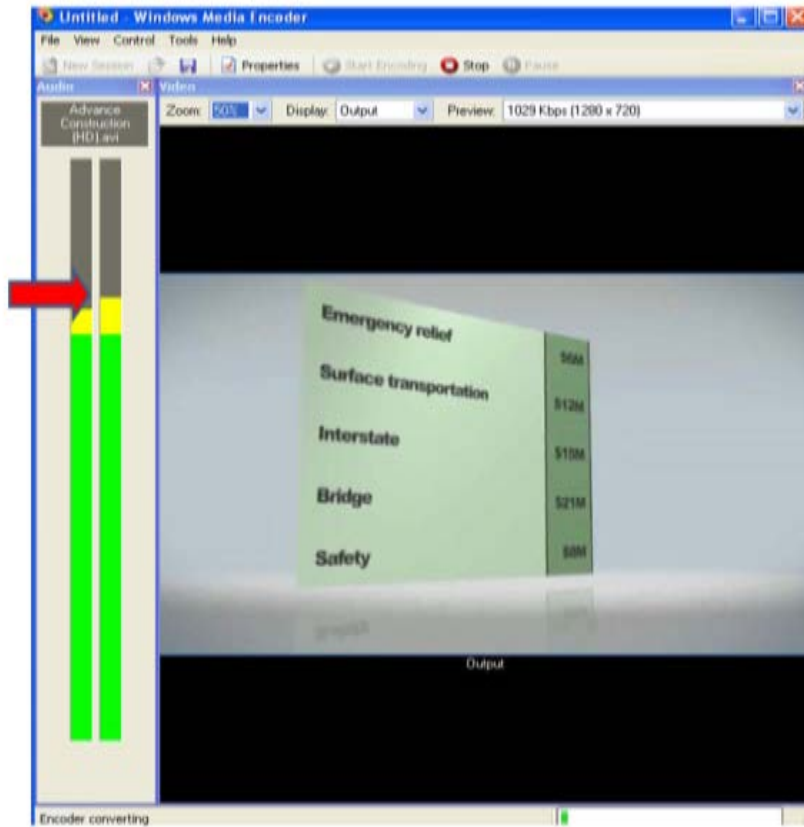 Untitled - Windows Media Encoder
File View Control Tools Help
New Session Properties Start Encoding Stop Pause
Audio Video
Advance
Construction
(HD).avi
Zoom: 50% Display: Output Preview: 1029 Kbps (1280 x 720)
Emergency relief $6M
Surface transportation $12M
Interstate
Bridge $21M
Safety $8M
Output
Encoder converting